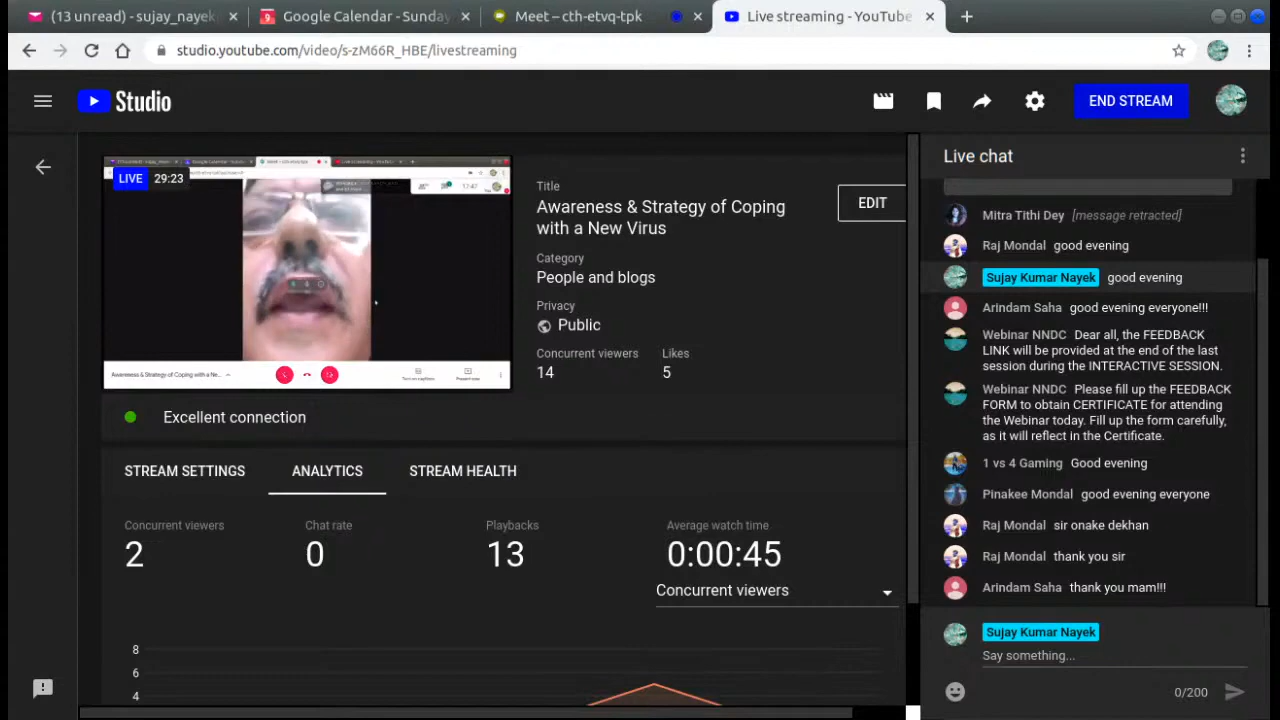 (13 unread) - sujay_nayek
Google Calendar - Sunday
Meet – cth-etvq-tpk
Live streaming - YouTube
studio.youtube.com/video/s-zM66R_HBE/livestreaming
Studio
END STREAM
LIVE 29:23
Awareness & Strategy of Coping with a Ne...
Title
Awareness & Strategy of Coping
with a New Virus
EDIT
Category
People and blogs
Privacy
Public
Concurrent viewers Likes
14 5
Excellent connection
STREAM SETTINGS ANALYTICS STREAM HEALTH
Concurrent viewers Chat rate Playbacks Average watch time
2 0 13 0:00:45
Concurrent viewers
8
6
4
Live chat
Mitra Tithi Dey [message retracted]
Raj Mondal good evening
Sujay Kumar Nayek good evening
Arindam Saha good evening everyone!!!
Webinar NNDC Dear all, the FEEDBACK
LINK will be provided at the end of the last
session during the INTERACTIVE SESSION.
Webinar NNDC Please fill up the FEEDBACK
FORM to obtain CERTIFICATE for attending
the Webinar today. Fill up the form carefully,
as it will reflect in the Certificate.
1 vs 4 Gaming Good evening
Pinakee Mondal good evening everyone
Raj Mondal sir onake dekhan
Raj Mondal thank you sir
Arindam Saha thank you mam!!!
Sujay Kumar Nayek
Say something...
0/200